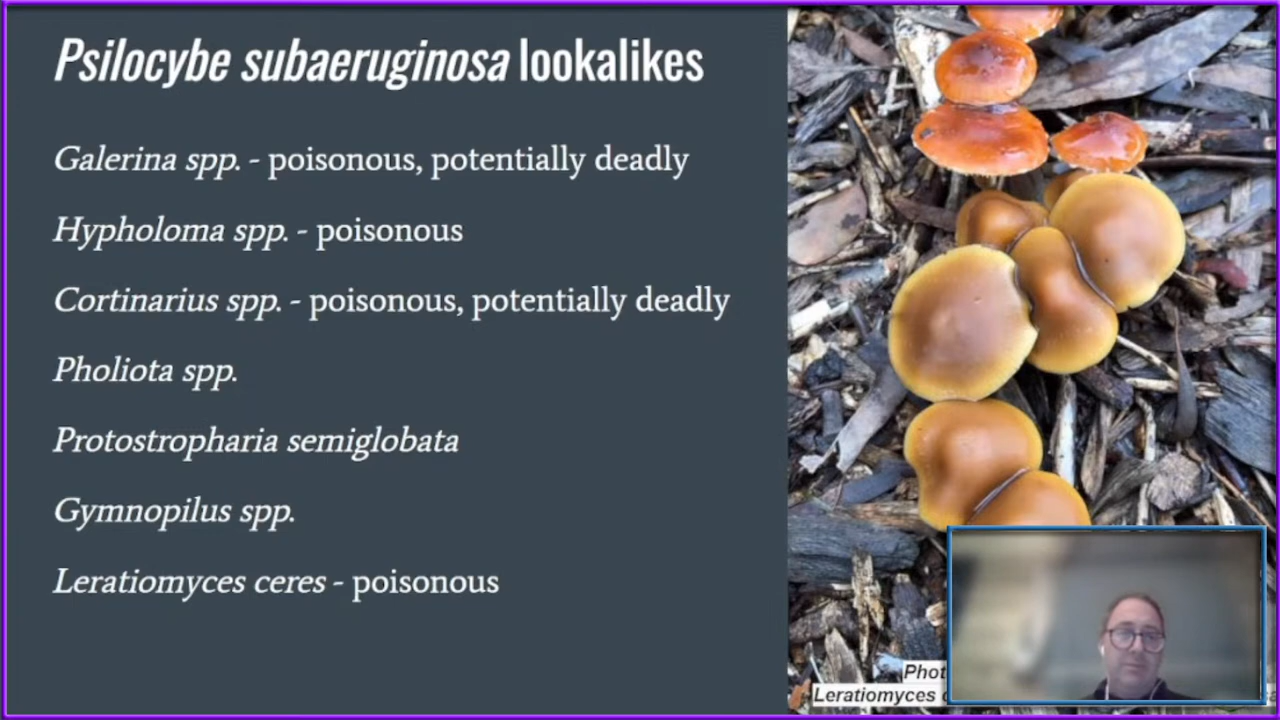 Psilocybe subaeruginosa lookalikes
Galerina spp. - poisonous, potentially deadly
Hypholoma spp. - poisonous
Cortinarius spp. - poisonous, potentially deadly
Pholiota spp.
Protostropharia semiglobata
Gymnopilus spp.
Leratiomyces ceres - poisonous
Leratiomyces